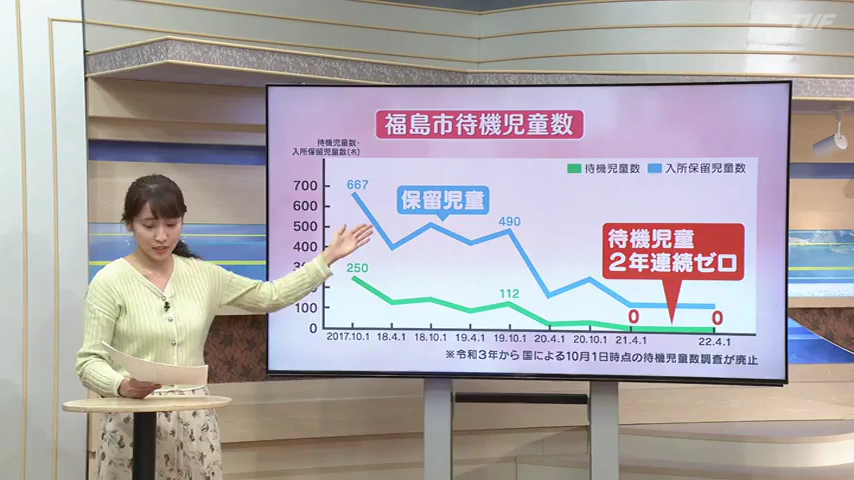 TUF
福島市待機児童数
待機児童数・
入所保留児童数(名)
待機児童数 入所保留児童数
700
600
500
400
200
100
0
667
保留児童
490
250
112
待機児童
2年連続ゼロ
0
0
2017.10.1 18.4.1 18.10.1 19.4.1 19.10.1 20.4.1 20.10.1 21.4.1 22.4.1
※令和3年から 国による10月1日時点の待機児童数調査が廃止